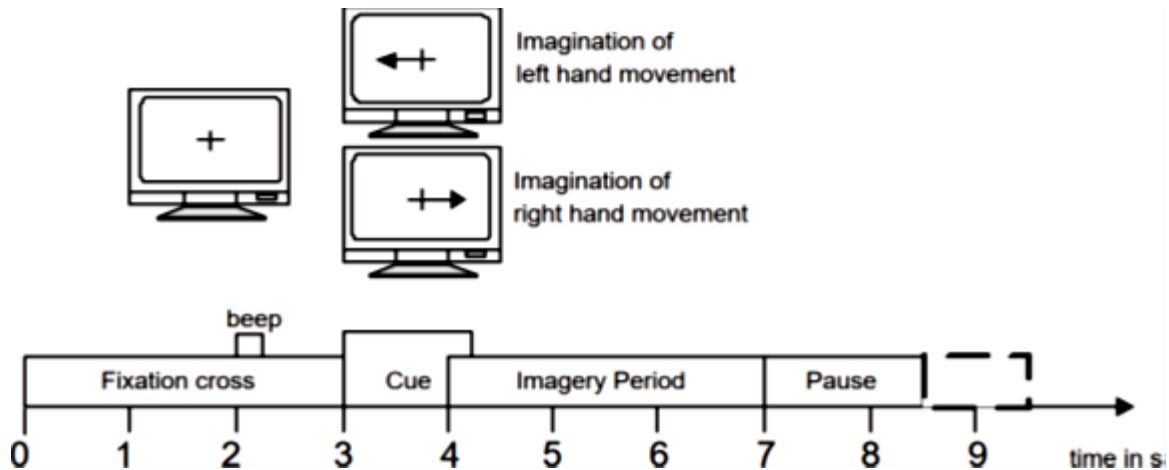 Imagination of
left hand movement
Imagination of
right hand movement
beep
Fixation cross
Cue
Imagery Period
Pause
0 1 2 3 4 5 6 7 8 9
time in s